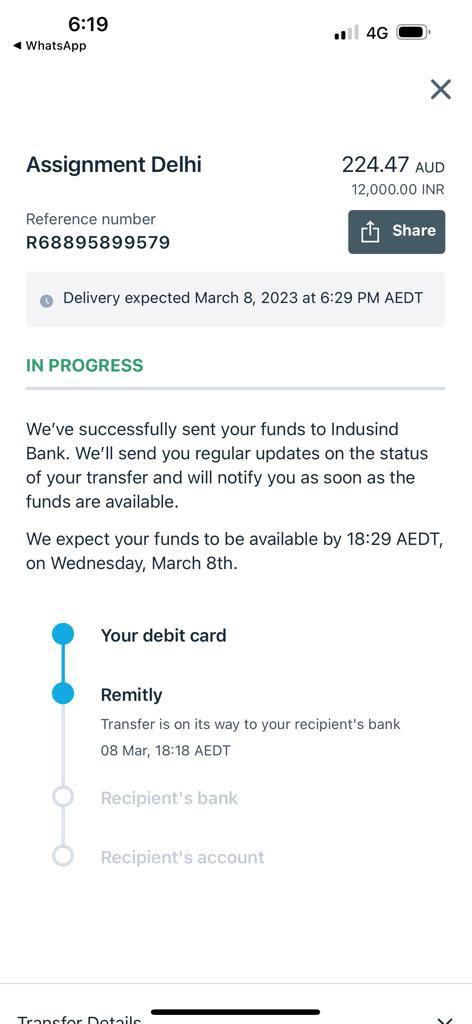 6:19
4G
WhatsApp
Assignment Delhi
224.47 AUD
12,000.00 INR
Reference number
R68895899579
Share
Delivery expected March 8, 2023 at 6:29 PM AEDT
IN PROGRESS
We’ve successfully sent your funds to Indusind
Bank. We’ll send you regular updates on the status
of your transfer and will notify you as soon as the
funds are available.
We expect your funds to be available by 18:29 AEDT,
on Wednesday, March 8th.
Your debit card
Remitly
Transfer is on its way to your recipient's bank
08 Mar, 18:18 AEDT
Recipient's bank
Recipient's account
Transfer Details